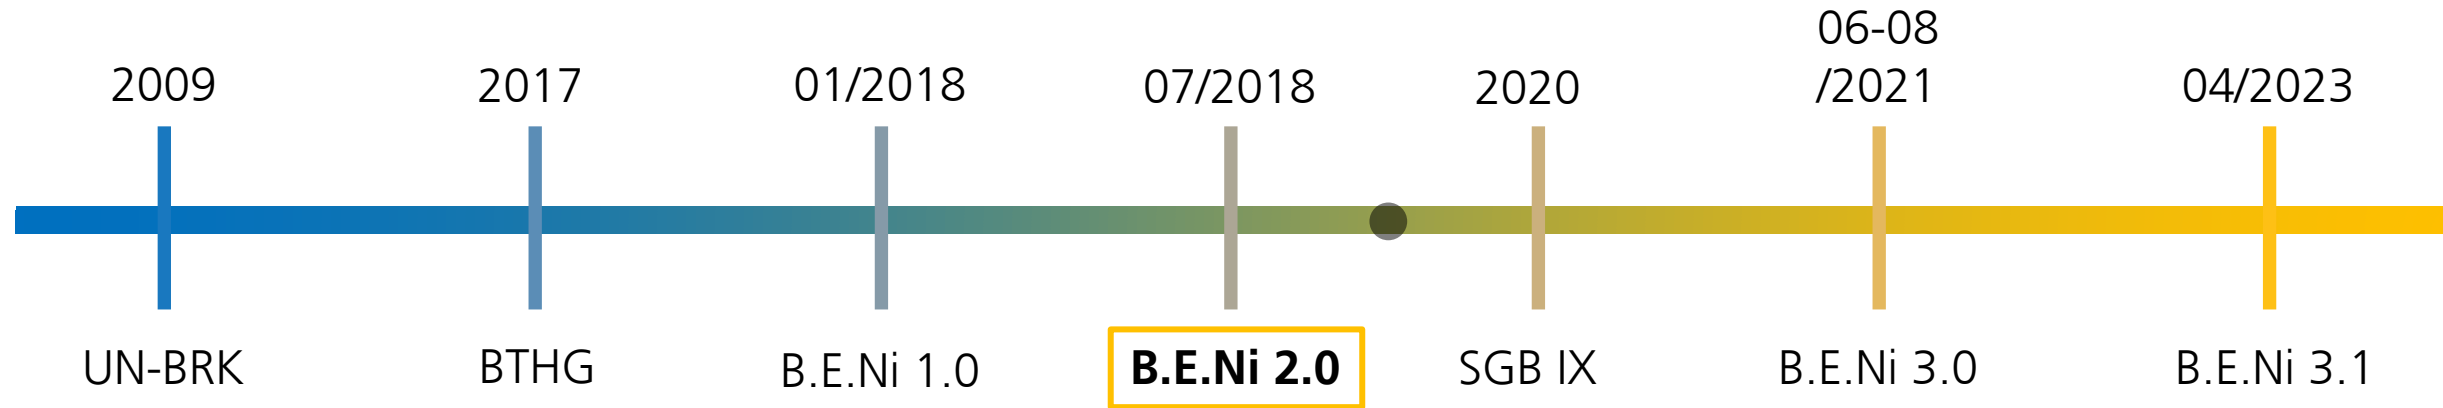 2009
UN-BRK
2017
BTHG
01/2018
B.E.Ni 1.0
07/2018
B.E.Ni 2.0
2020
SGB IX
06-08
/2021
B.E.Ni 3.0
04/2023
B.E.Ni 3.1